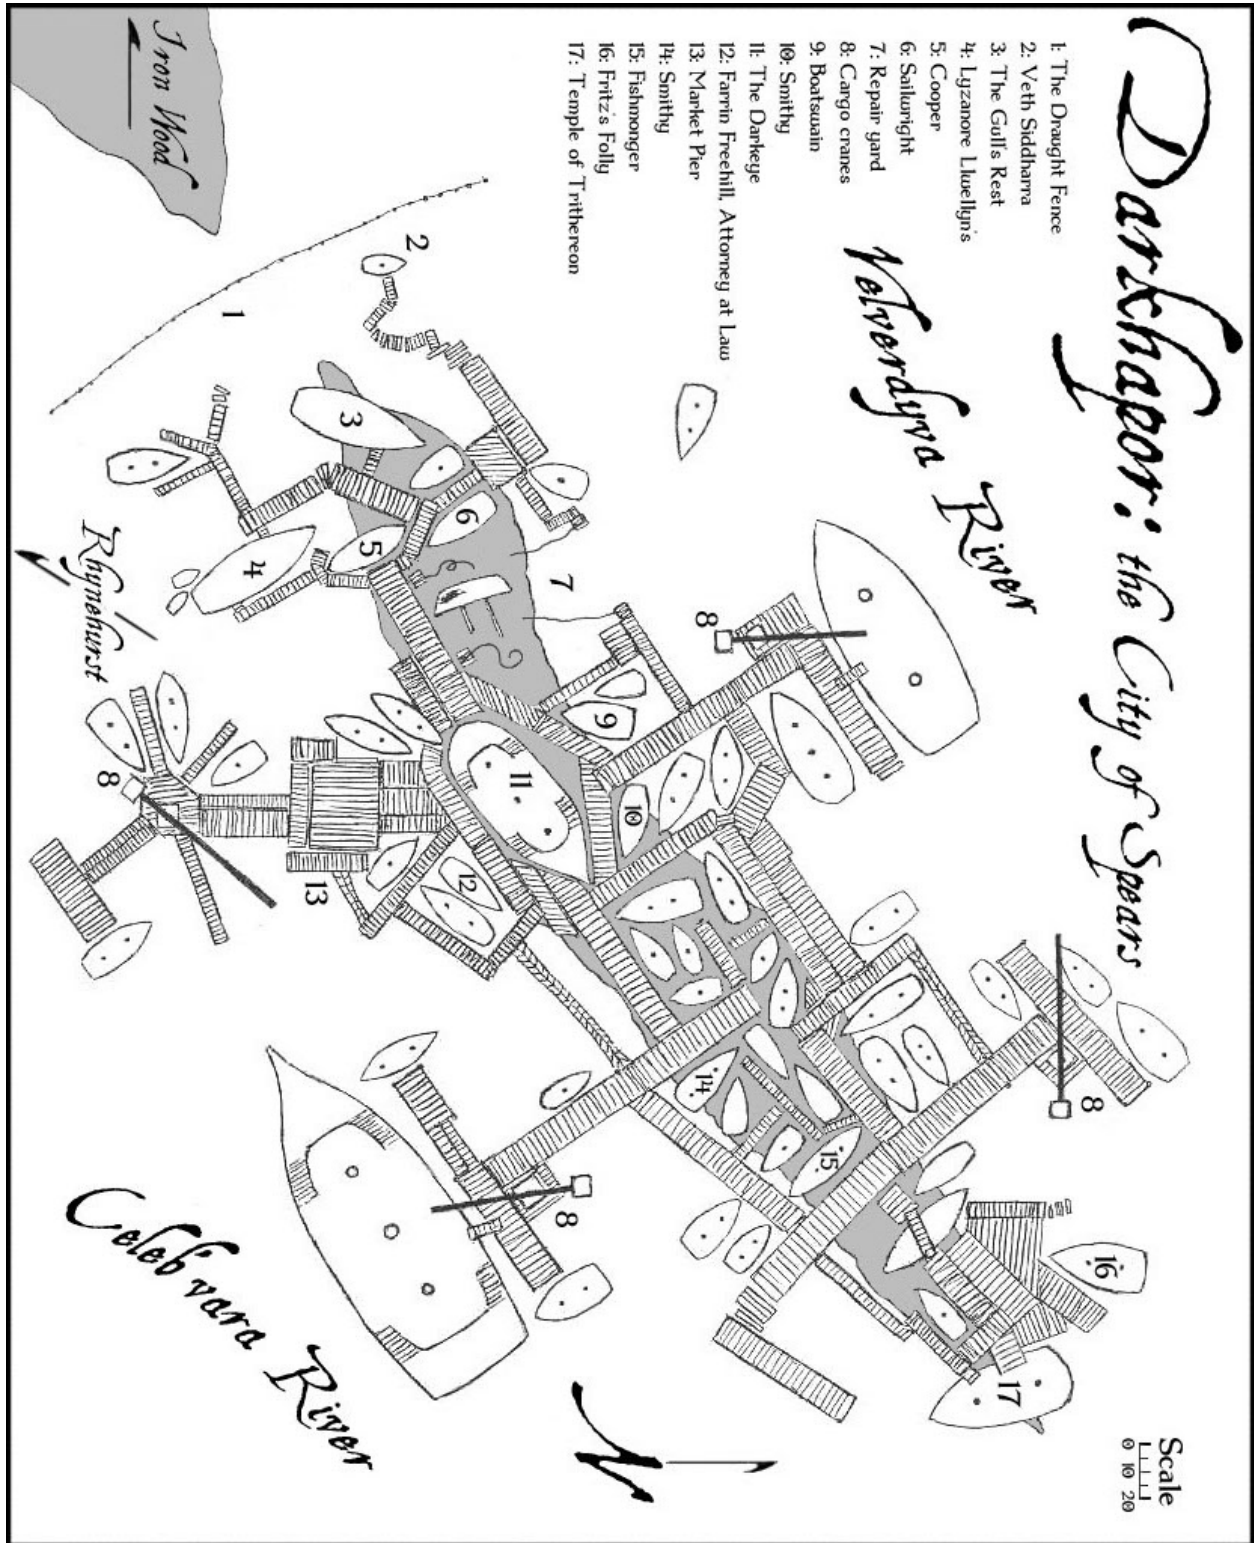 Darkhagor: the City of Spears
1: The Draught Fence
2: Veth Siddharra
3: The Gull's Rest
4: Lyzanore Llwellyn's
5: Cooper
6: Sailwright
7: Repair yard
8: Cargo cranes
9: Boatswain
10: Smithy
11: The Darkeye
12: Farrin Freehill, Attorney at Law
13: Market Pier
14: Smithy
15: Fishmonger
16: Fritz's Folly
17: Temple of Trithereon
Velverdyva River
Iron Wood
Rhynehurst
Celeb'vara River
N
Scale
0 10 20
1
2
3
4
5
6
7
8
8
8
8
9
10
11
12
13
14
15
16
17